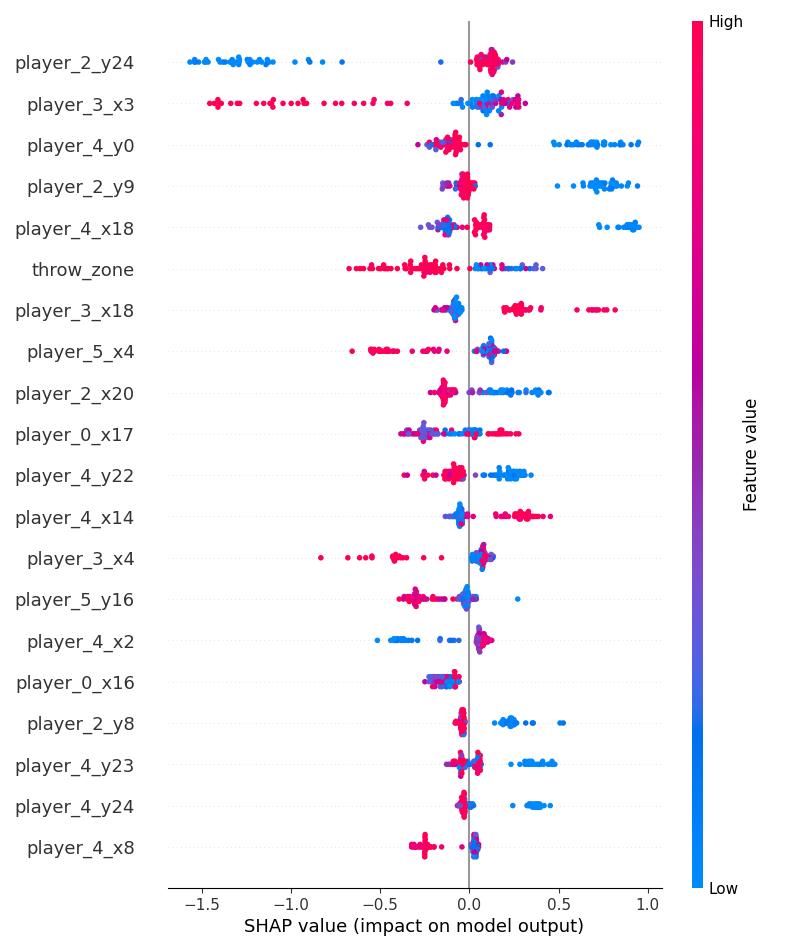 High
player_2_y24
player_3_x3
player_4_y0
player_2_y9
player_4_x18
throw_zone
player_3_x18
player_5_x4
player_2_x20
player_0_x17
player_4_y22
player_4_x14
player_3_x4
player_5_y16
player_4_x2
player_0_x16
player_2_y8
player_4_y23
player_4_y24
player_4_x8
Feature value
Low
−1.5 −1.0 −0.5 0.0 0.5 1.0
SHAP value (impact on model output)